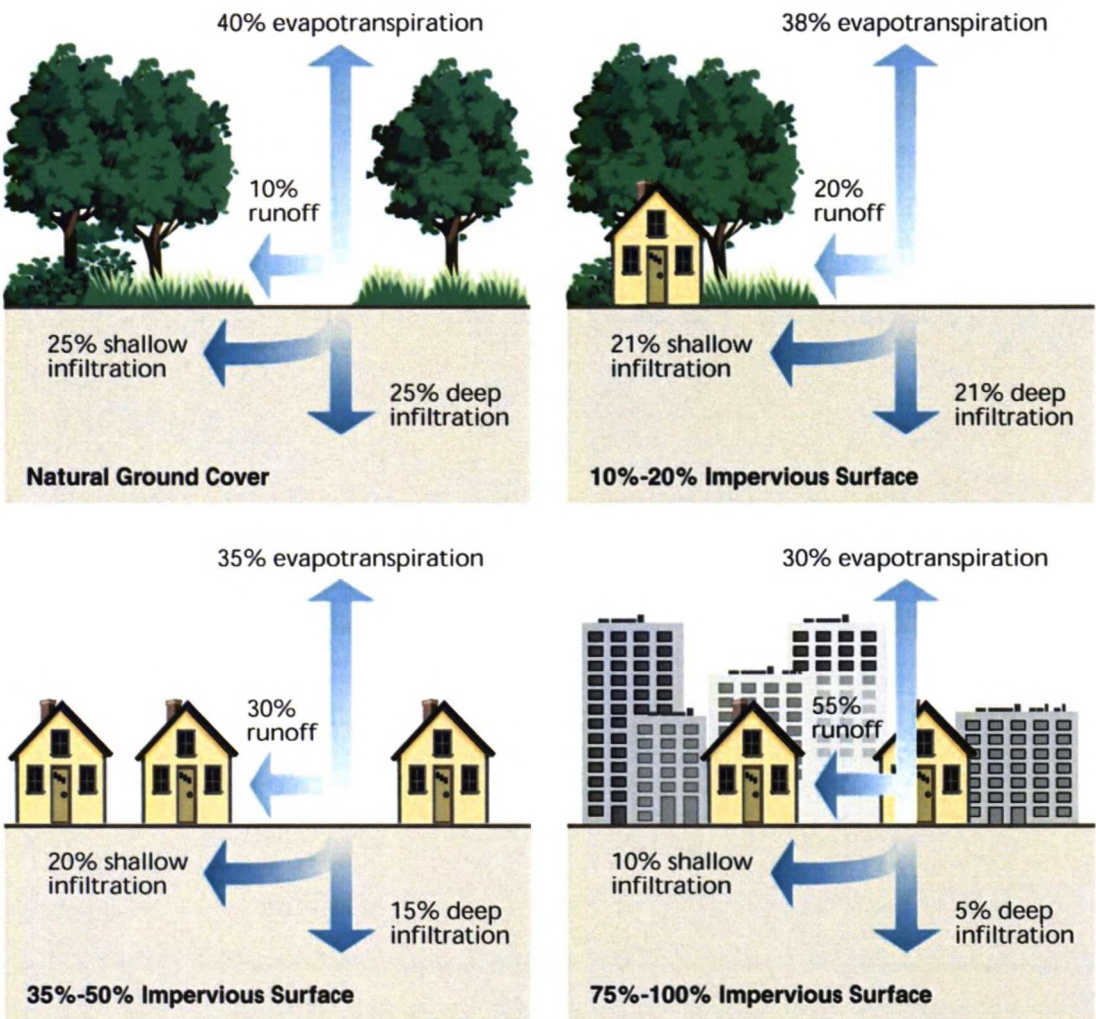 40% evapotranspiration
10%
runoff
25% shallow
infiltration
25% deep
infiltration
Natural Ground Cover
38% evapotranspiration
20%
runoff
21% shallow
infiltration
21% deep
infiltration
10%-20% Impervious Surface
35% evapotranspiration
30%
runoff
20% shallow
infiltration
15% deep
infiltration
35%-50% Impervious Surface
30% evapotranspiration
55%
runoff
10% shallow
infiltration
5% deep
infiltration
75%-100% Impervious Surface